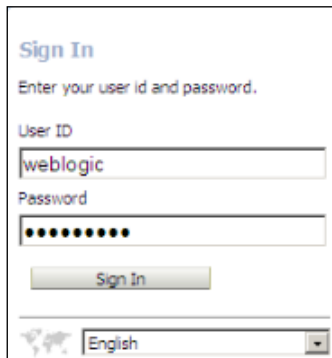 Sign In
Enter your user id and password.
User ID
weblogic
Password
•••••••••
Sign In
English